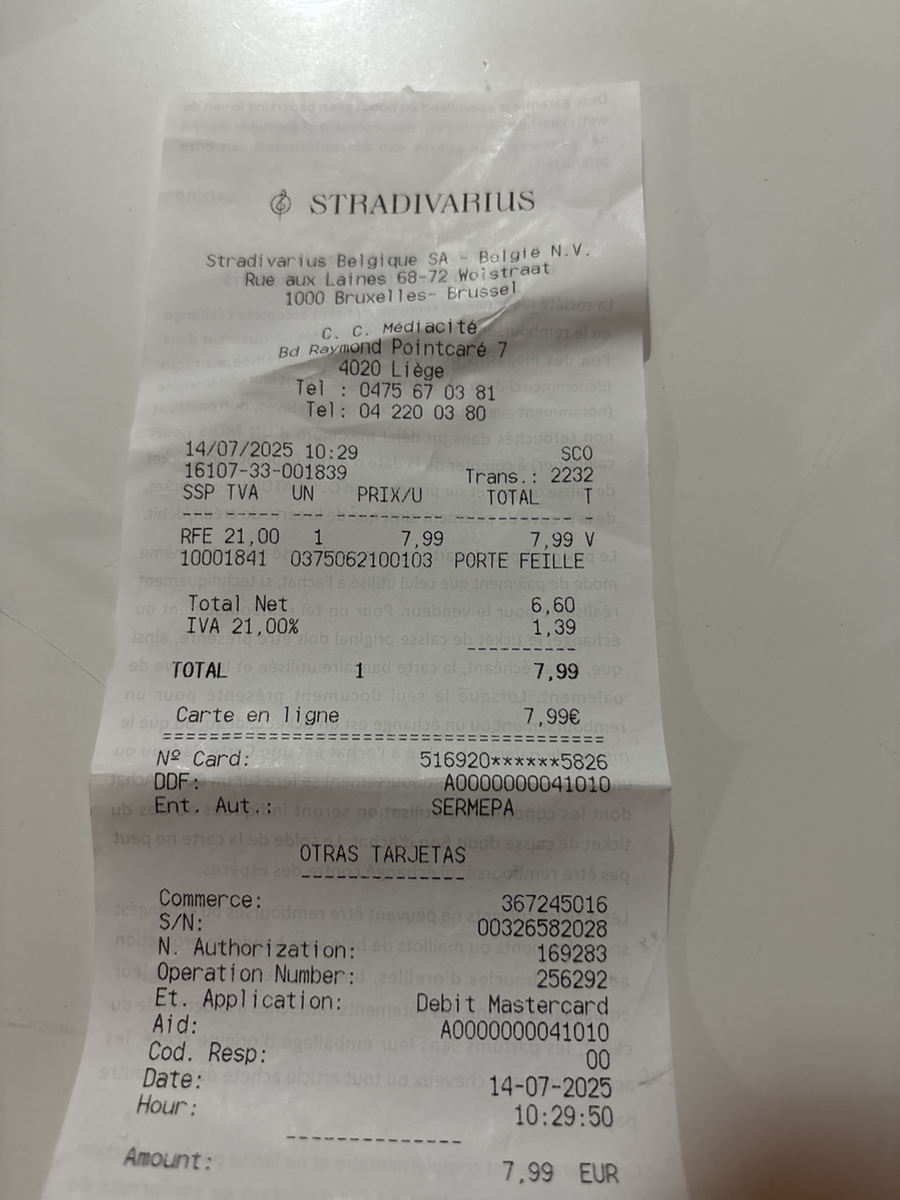 STRADIVARIUS
Stradivarius Belgique SA - België N.V.
Rue aux Laines 68-72 Wolstraat
1000 Bruxelles- Brussel
C. C. Médiacité
Bd Raymond Pointcaré 7
4020 Liège
Tel : 0475 67 03 81
Tel: 04 220 03 80
14/07/2025 10:29 SCO
16107-33-001839 Trans.: 2232
SSP TVA UN PRIX/U TOTAL T
RFE 21,00 1 7,99 7,99 V
10001841 0375062100103 PORTE FEILLE
Total Net 6,60
IVA 21,00% 1,39
TOTAL 1 7,99
Carte en ligne 7,99€
Nº Card: 516920******5826
DDF: A0000000041010
Ent. Aut.: SERMEPA
OTRAS TARJETAS
Commerce: 367245016
S/N: 00326582028
N. Authorization: 169283
Operation Number: 256292
Et. Application: Debit Mastercard
Aid: A0000000041010
Cod. Resp: 00
Date: 14-07-2025
Hour: 10:29:50
Amount: 7,99 EUR